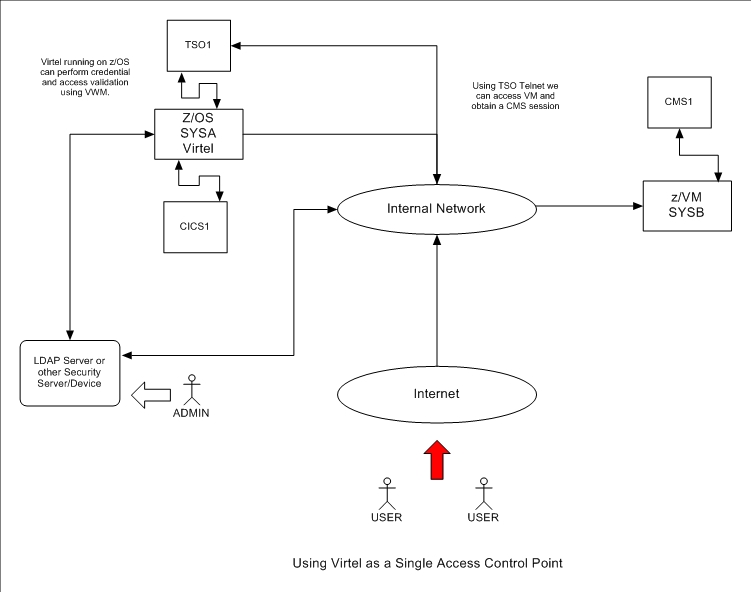 TSO1
Virtel running on z/OS
can perform credential
and access validation
using VWM.
Using TSO Telnet we
can access VM and
obtain a CMS session
CMS1
Z/OS
SYSA
Virtel
CICS1
Internal Network
z/VM
SYSB
LDAP Server or
other Security
Server/Device
ADMIN
Internet
USER
USER
Using Virtel as a Single Access Control Point